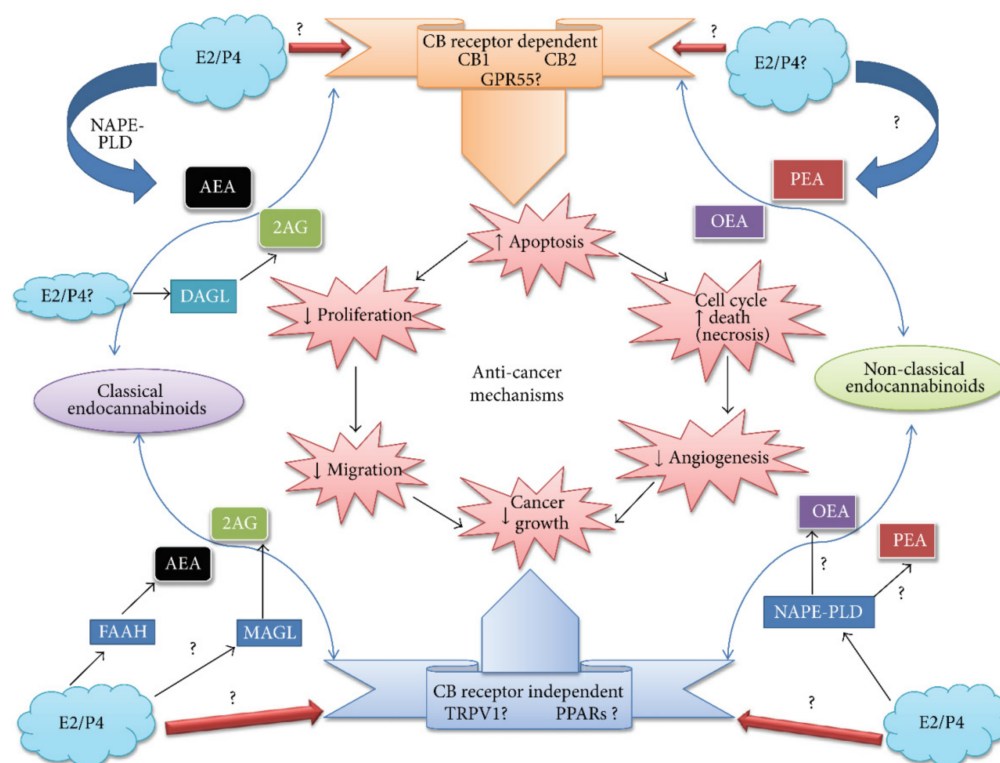 E2/P4
?
CB receptor dependent
CB1 CB2
GPR55?
?
E2/P4?
NAPE-
PLD
?
AEA
PEA
2AG
OEA
↑ Apoptosis
E2/P4?
DAGL
↓ Proliferation
Cell cycle
↑ death
(necrosis)
Classical
endocannabinoids
Anti-cancer
mechanisms
Non-classical
endocannabinoids
↓ Migration
↓ Angiogenesis
↓ Cancer
growth
2AG
OEA
AEA
PEA
?
?
FAAH
?
MAGL
NAPE-PLD
E2/P4
?
CB receptor independent
TRPV1? PPARs ?
?
E2/P4